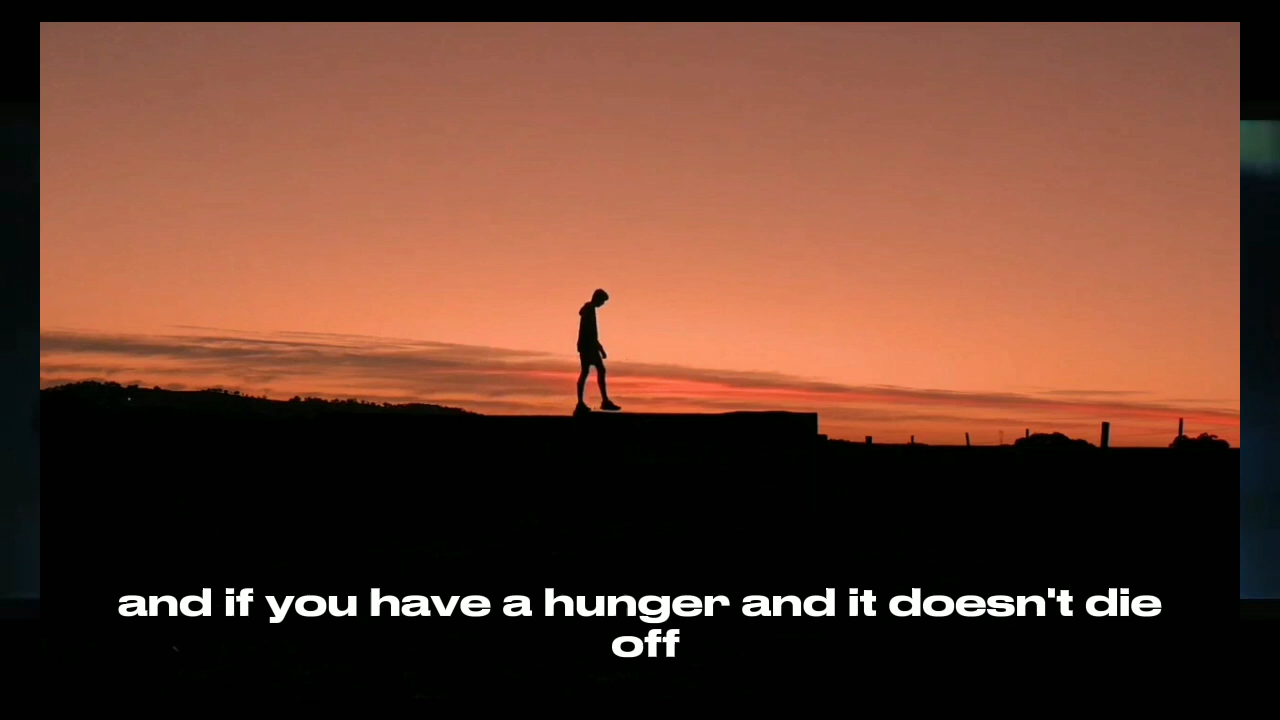 and if you have a hunger and it doesn't die
off